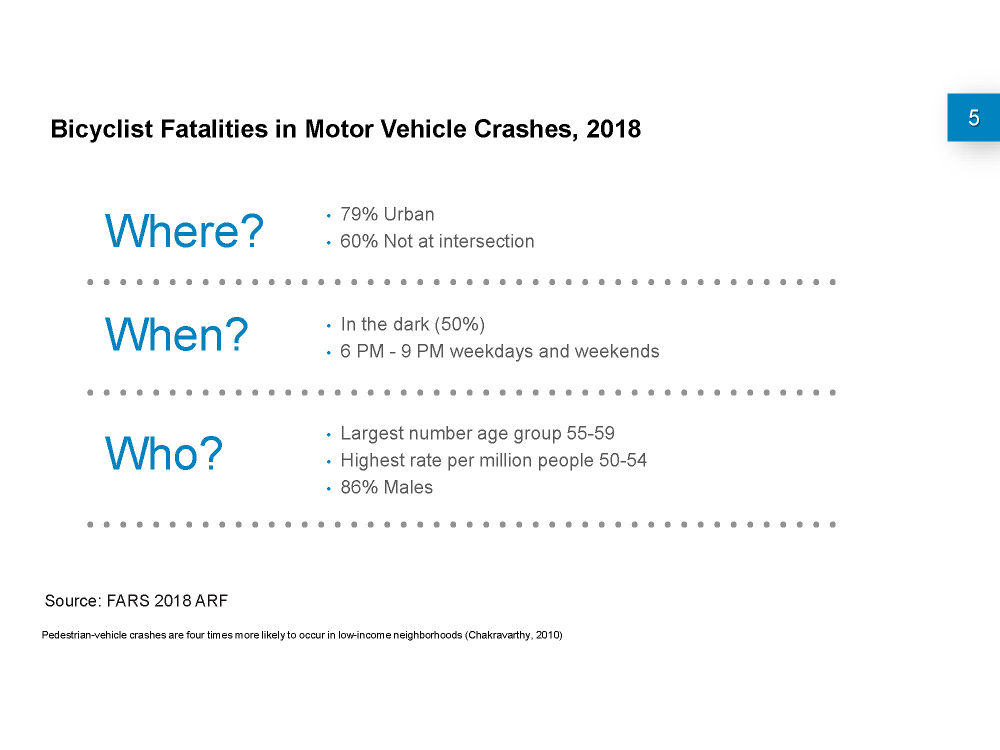 5
Bicyclist Fatalities in Motor Vehicle Crashes, 2018
Where?
• 79% Urban
• 60% Not at intersection
When?
• In the dark (50%)
• 6 PM - 9 PM weekdays and weekends
Who?
• Largest number age group 55-59
• Highest rate per million people 50-54
• 86% Males
Source: FARS 2018 ARF
Pedestrian-vehicle crashes are four times more likely to occur in low-income neighborhoods (Chakravarthy, 2010)